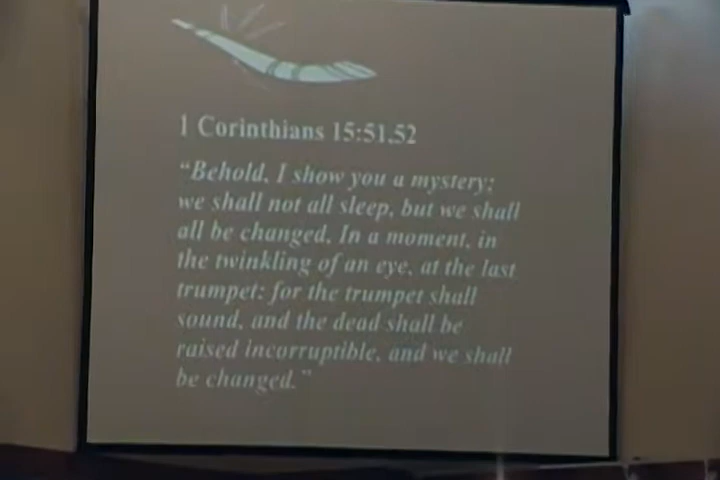 1 Corinthians 15:51,52
“Behold, I show you a mystery;
we shall not all sleep, but we shall
all be changed. In a moment, in
the twinkling of an eye, at the last
trumpet: for the trumpet shall
sound, and the dead shall be
raised incorruptible, and we shall
be changed.”